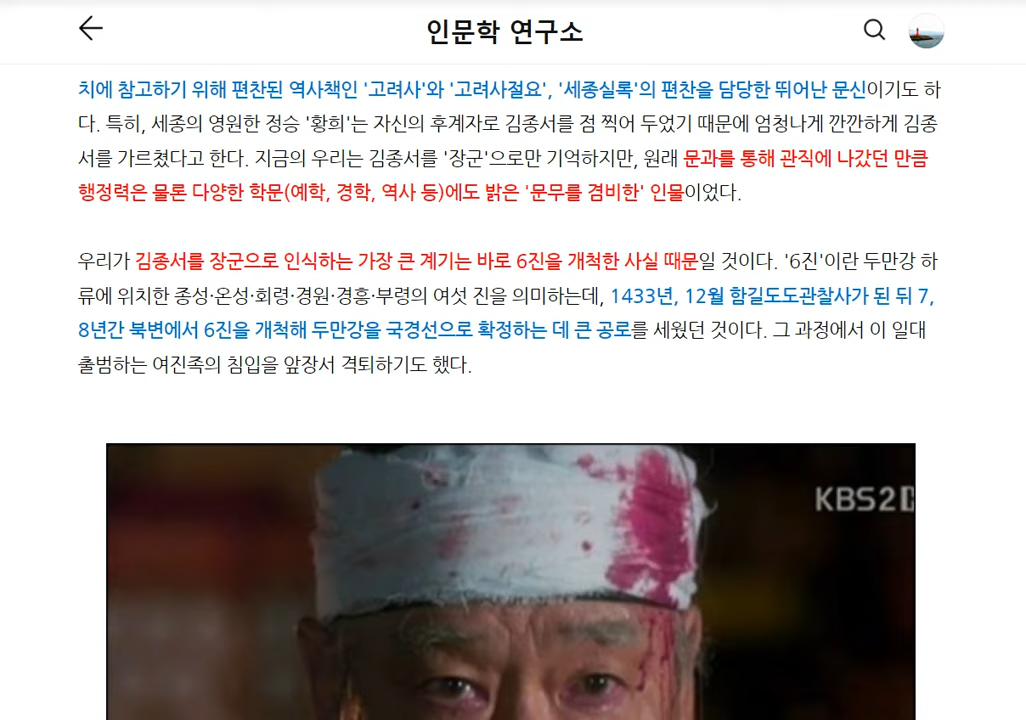 인문학 연구소
치에 참고하기 위해 편찬된 역사책인 '고려사'와 '고려사절요', '세종실록'의 편찬을 담당한 뛰어난 문신이기도 하
다. 특히, 세종의 영원한 정승 '황희'는 자신의 후계자로 김종서를 점 찍어 두었기 때문에 엄청나게 깐깐하게 김종
서를 가르쳤다고 한다. 지금의 우리는 김종서를 '장군'으로만 기억하지만, 원래 문과를 통해 관직에 나갔던 만큼
행정력은 물론 다양한 학문(예학, 경학, 역사 등)에도 밝은 '문무를 겸비한' 인물이었다.
우리가 김종서를 장군으로 인식하는 가장 큰 계기는 바로 6진을 개척한 사실 때문일 것이다. '6진'이란 두만강 하
류에 위치한 종성·온성·회령·경원·경흥·부령의 여섯 진을 의미하는데, 1433년, 12월 함길도도관찰사가 된 뒤 7,
8년간 북변에서 6진을 개척해 두만강을 국경선으로 확정하는 데 큰 공로를 세웠던 것이다. 그 과정에서 이 일대
출범하는 여진족의 침입을 앞장서 격퇴하기도 했다.
KBS2